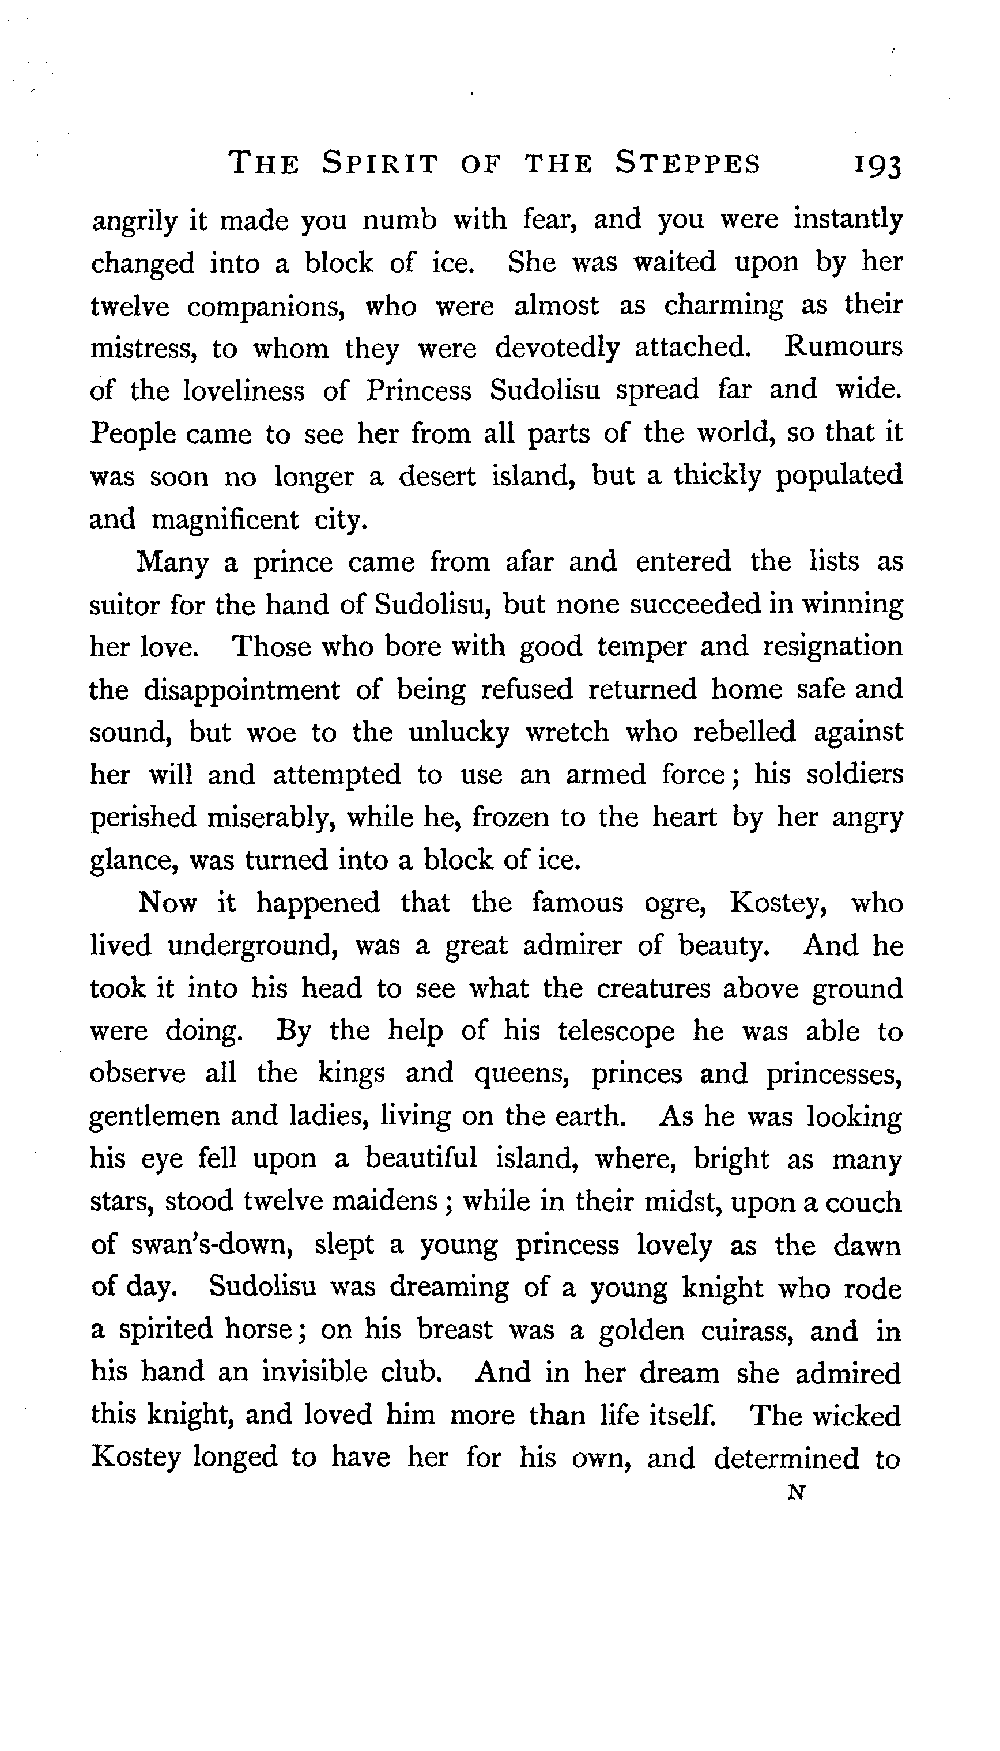 The Spirit of the Steppes 193
angrily it made you numb with fear, and you were instantly
changed into a block of ice. She was waited upon by her
twelve companions, who were almost as charming as their
mistress, to whom they were devotedly attached. Rumours
of the loveliness of Princess Sudolisu spread far and wide.
People came to see her from all parts of the world, so that it
was soon no longer a desert island, but a thickly populated
and magnificent city.
Many a prince came from afar and entered the lists as
suitor for the hand of Sudolisu, but none succeeded in winning
her love. Those who bore with good temper and resignation
the disappointment of being refused returned home safe and
sound, but woe to the unlucky wretch who rebelled against
her will and attempted to use an armed force; his soldiers
perished miserably, while he, frozen to the heart by her angry
glance, was turned into a block of ice.
Now it happened that the famous ogre, Kostey, who
lived underground, was a great admirer of beauty. And he
took it into his head to see what the creatures above ground
were doing. By the help of his telescope he was able to
observe all the kings and queens, princes and princesses,
gentlemen and ladies, living on the earth. As he was looking
his eye fell upon a beautiful island, where, bright as many
stars, stood twelve maidens; while in their midst, upon a couch
of swan's-down, slept a young princess lovely as the dawn
of day. Sudolisu was dreaming of a young knight who rode
a spirited horse; on his breast was a golden cuirass, and in
his hand an invisible club. And in her dream she admired
this knight, and loved him more than life itself. The wicked
Kostey longed to have her for his own, and determined to
N